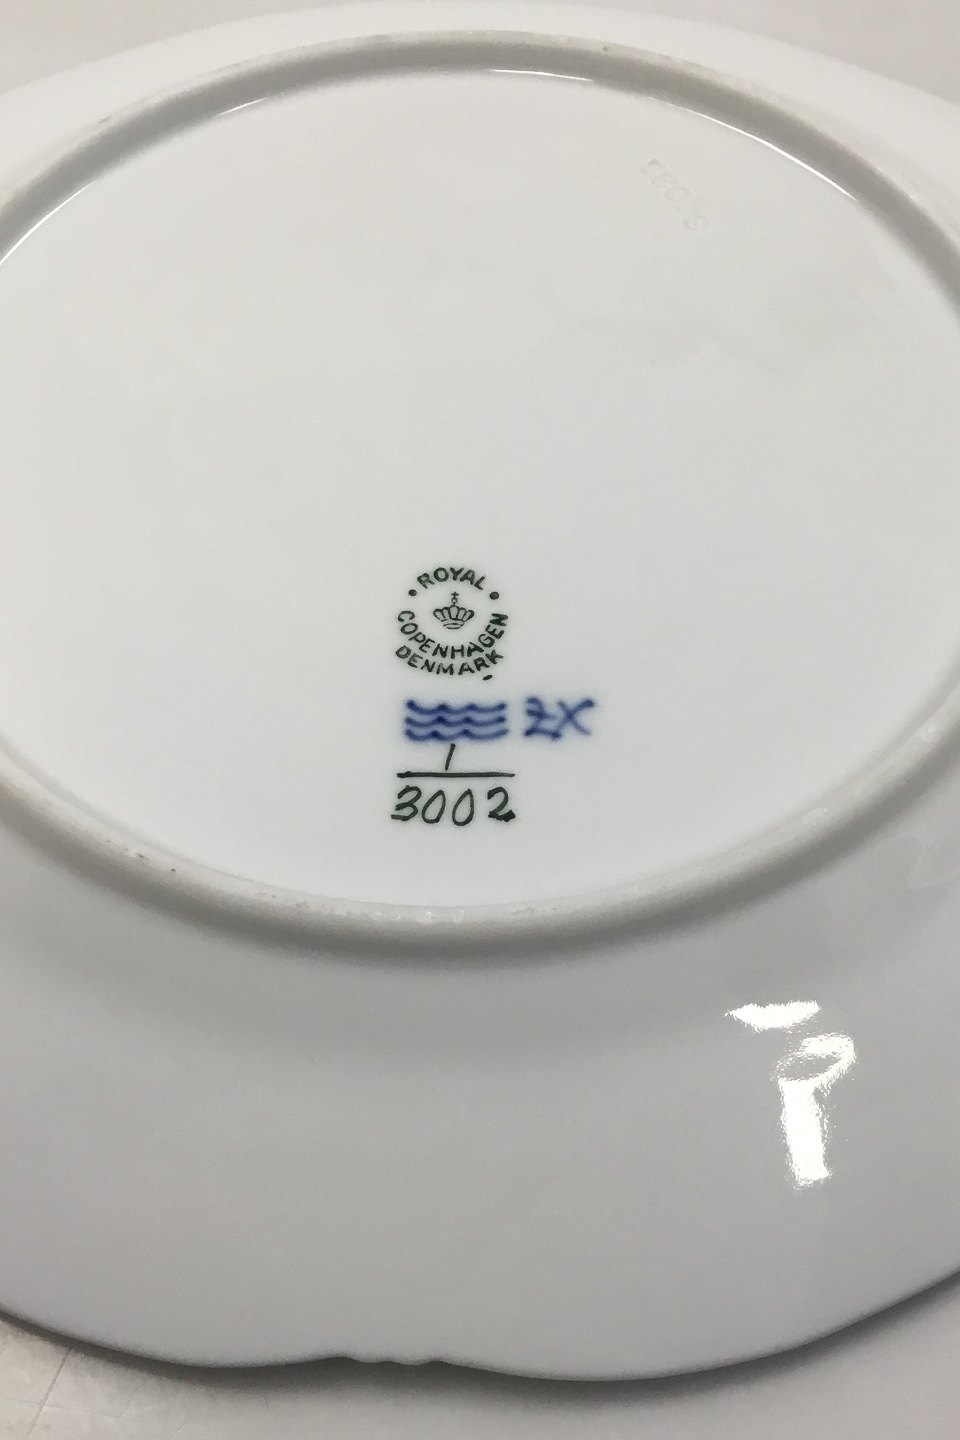 ROYAL
COPENHAGEN
DENMARK
ZX
1
3002